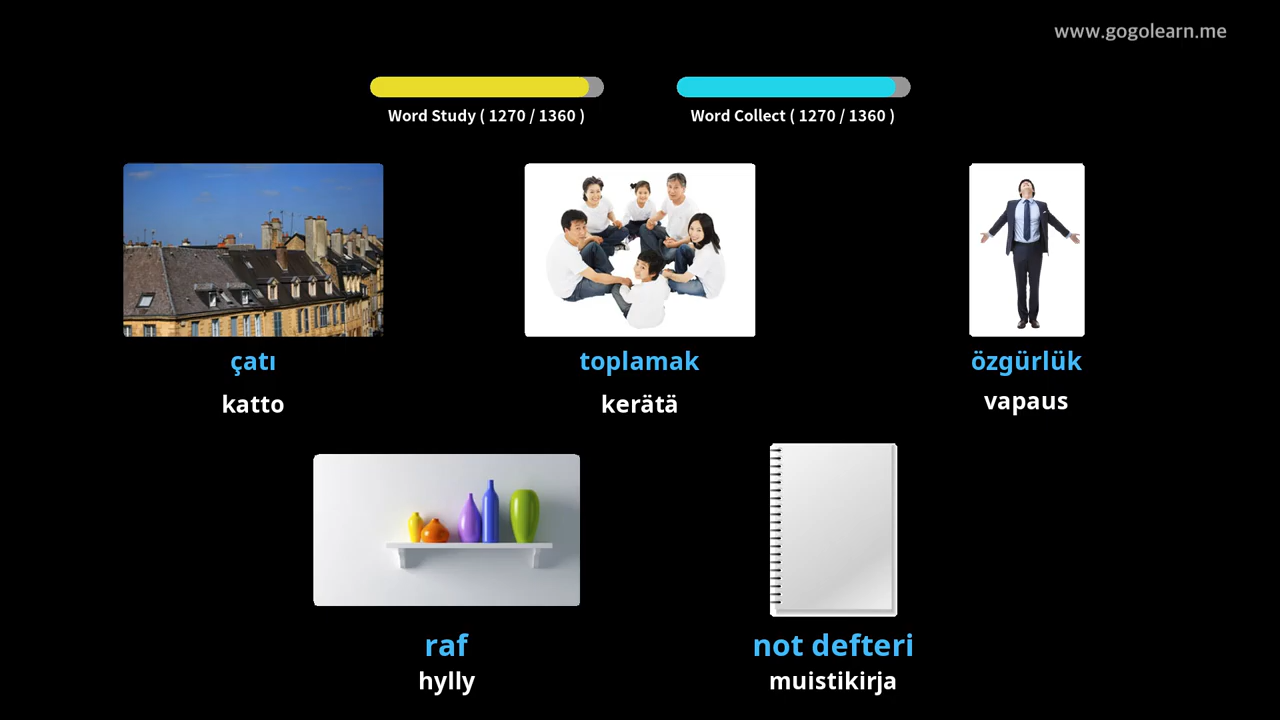 www.gogolearn.me
Word Study ( 1270 / 1360 )
Word Collect ( 1270 / 1360 )
çatı
toplamak
özgürlük
katto
kerätä
vapaus
raf
not defteri
hylly
muistikirja